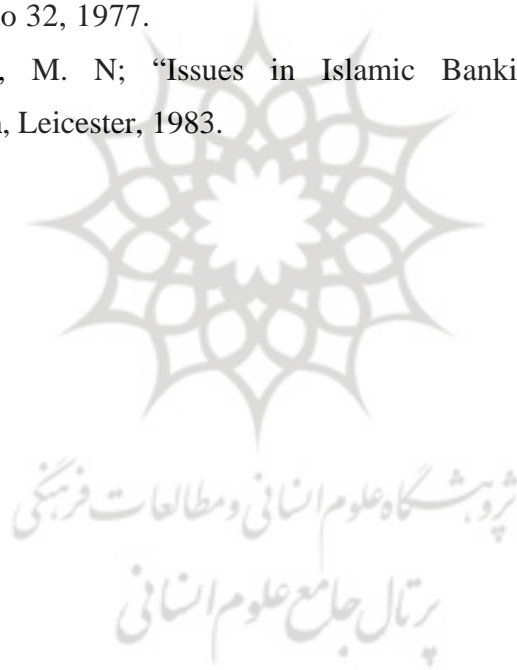 o 32, 1977.
, M. N; “Issues in Islamic Banki
, Leicester, 1983.
پژوهشگاه علوم انسانی و مطالعات فرهنگی
پرتال جامع علوم انسانی